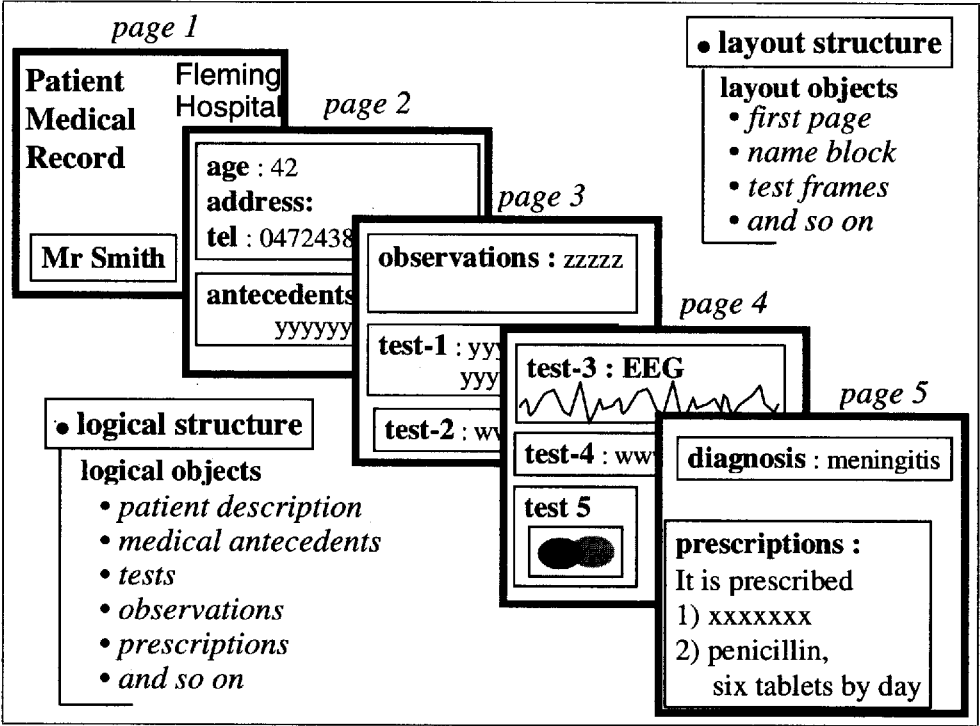 page 1
Patient
Medical
Record
Fleming
Hospital
Mr Smith
page 2
age : 42
address:
tel : 0472438
antecedents
yyyyyy
page 3
observations : zzzzz
test-1 : yyy
yyy
test-2 : ww
page 4
test-3 : EEG
test-4 : www
test 5
page 5
diagnosis : meningitis
prescriptions :
It is prescribed
1) xxxxxxx
2) penicillin,
six tablets by day
• layout structure
layout objects
• first page
• name block
• test frames
• and so on
• logical structure
logical objects
• patient description
• medical antecedents
• tests
• observations
• prescriptions
• and so on